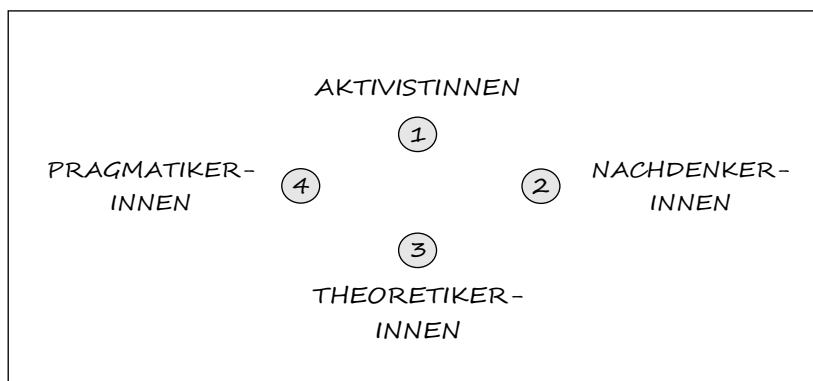 AKTIVISTINNEN
1
PRAGMATIKER-
INNEN
4
2
NACHDENKER-
INNEN
3
THEORETIKER-
INNEN